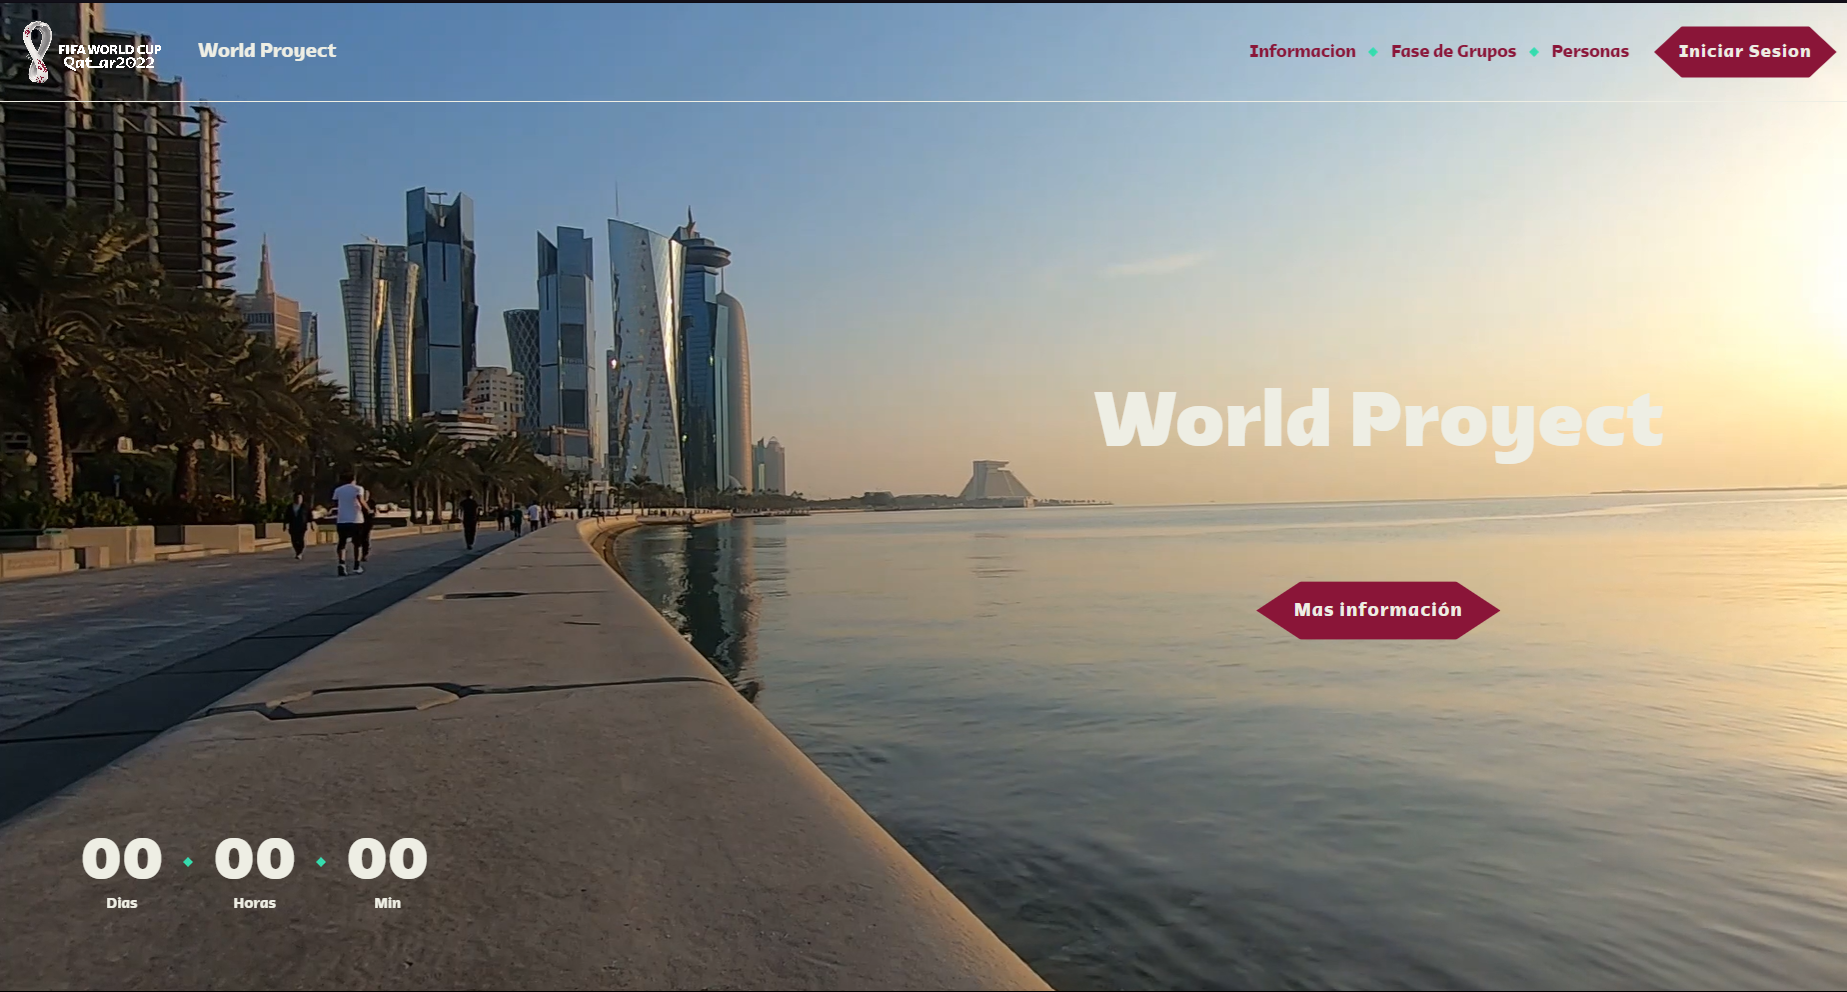 FIFA WORLD CUP
Qatar2022
World Proyect
Informacion
Fase de Grupos
Personas
Iniciar Sesion
World Proyect
Mas información
00 00 00
Dias Horas Min